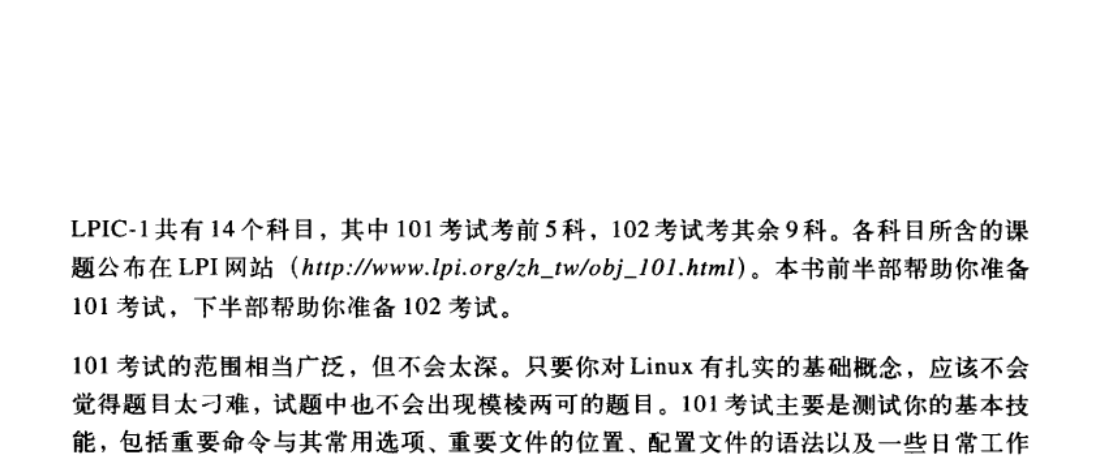 LPIC-1共有14个科目，其中101考试考前5科，102考试考其余9科。各科目所含的课
题公布在LPI网站（http://www.lpi.org/zh_tw/obj_101.html）。本书前半部帮助你准备
101考试，下半部帮助你准备102考试。
101考试的范围相当广泛，但不会太深。只要你对Linux有扎实的基础概念，应该不会
觉得题目太刁难，试题中也不会出现模棱两可的题目。101考试主要是测试你的基本技
能，包括重要命令与其常用选项、重要文件的位置、配置文件的语法以及一些日常工作